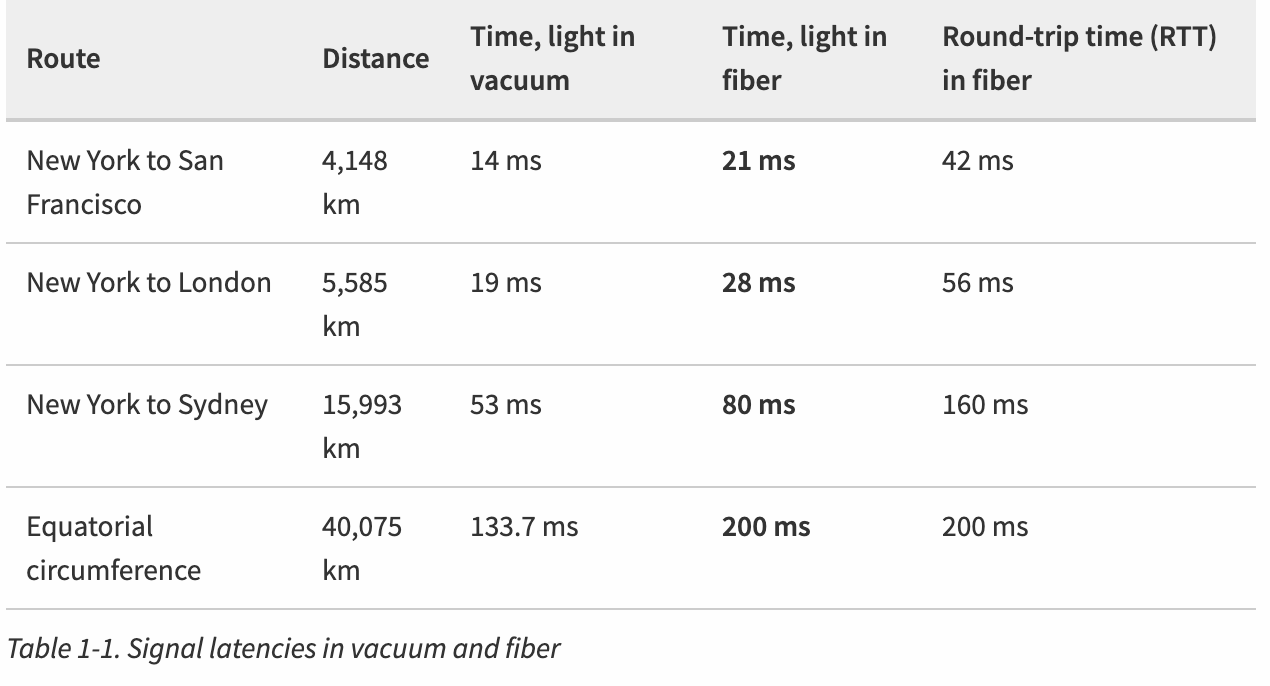 Route Distance Time, light in vacuum Time, light in fiber Round-trip time (RTT) in fiber
New York to San Francisco 4,148 km 14 ms 21 ms 42 ms
New York to London 5,585 km 19 ms 28 ms 56 ms
New York to Sydney 15,993 km 53 ms 80 ms 160 ms
Equatorial circumference 40,075 km 133.7 ms 200 ms 200 ms
Table 1-1. Signal latencies in vacuum and fiber